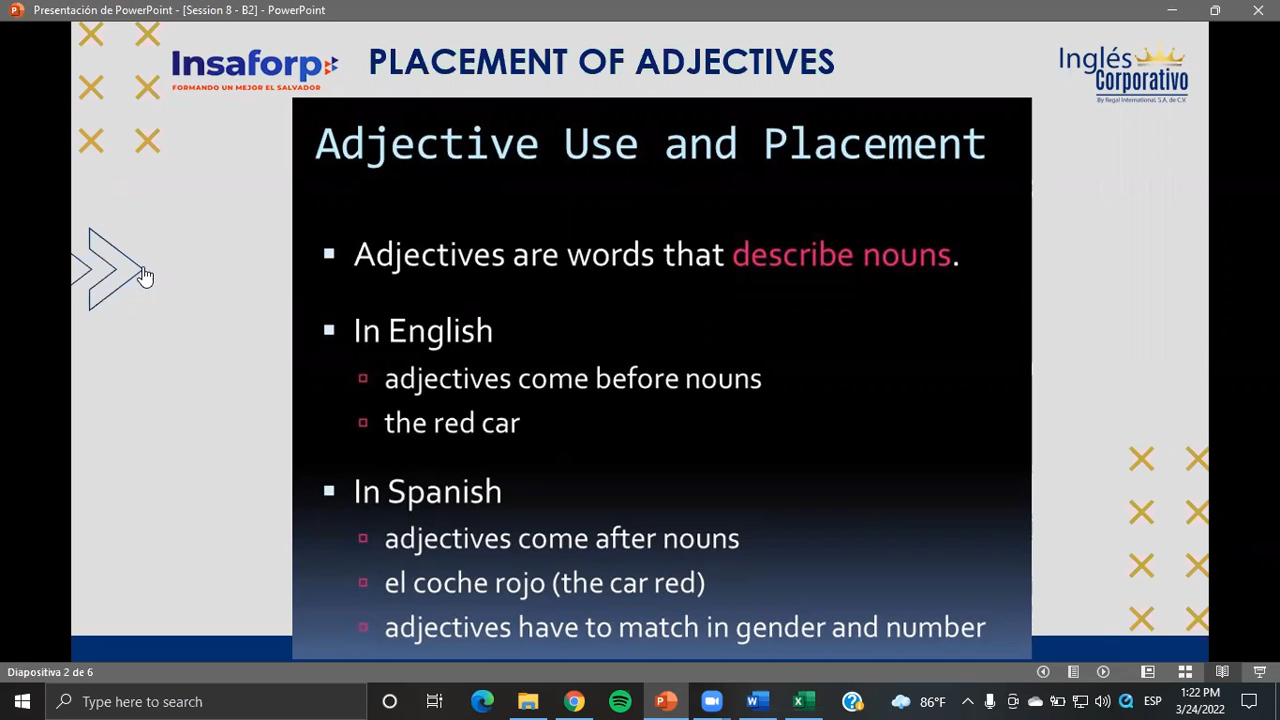 Presentación de PowerPoint - [Session 8 - B2] - PowerPoint
Insaforp
FORMANDO UN MEJOR EL SALVADOR
PLACEMENT OF ADJECTIVES
Inglés
Corporativo
By Regal International, S.A. de C.V.
Adjective Use and Placement
Adjectives are words that describe nouns.
In English
adjectives come before nouns
the red car
In Spanish
adjectives come after nouns
el coche rojo (the car red)
adjectives have to match in gender and number
Diapositiva 2 de 6
Type here to search
86°F
ESP
1:22 PM
3/24/2022